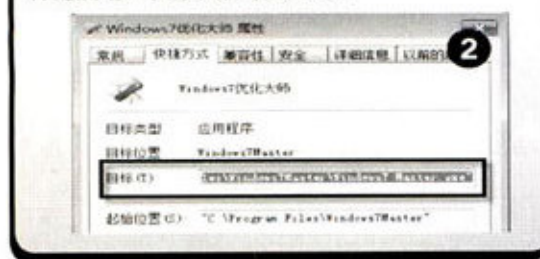 Windows7优化大师 属性
常规 快捷方式 兼容性 安全 详细信息 以前的
2
Windows7优化大师
目标类型 应用程序
目标位置 Windows7Master
目标(T)
起始位置(S) "C \Program Files\Windows7Master"